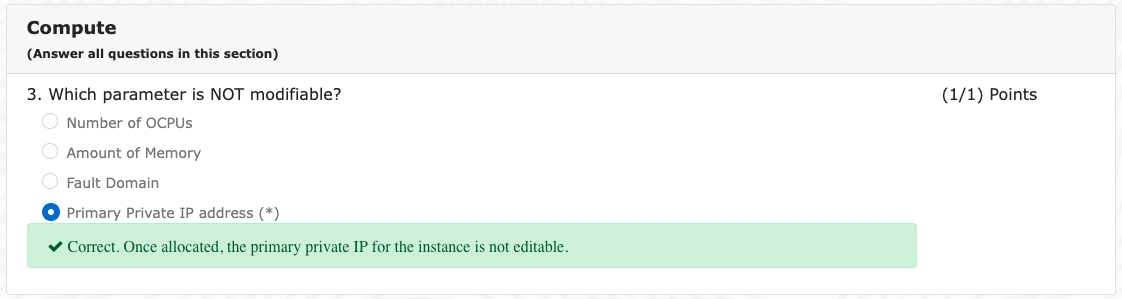 Compute
(Answer all questions in this section)
3. Which parameter is NOT modifiable? (1/1) Points
Number of OCPUs
Amount of Memory
Fault Domain
Primary Private IP address (*)
✔ Correct. Once allocated, the primary private IP for the instance is not editable.